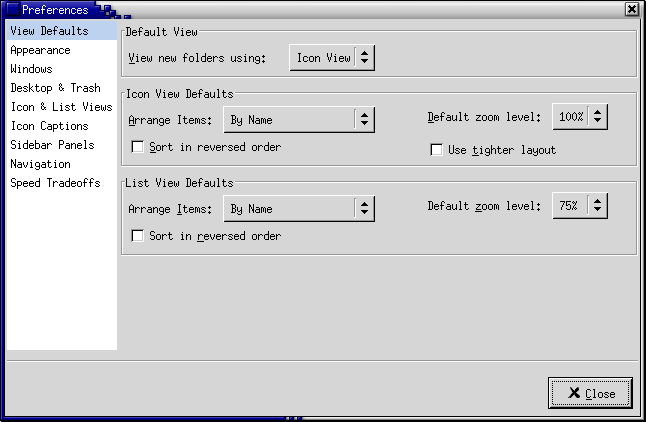 Preferences
View Defaults
Appearance
Windows
Desktop & Trash
Icon & List Views
Icon Captions
Sidebar Panels
Navigation
Speed Tradeoffs
Default View
View new folders using: Icon View
Icon View Defaults
Arrange Items: By Name Default zoom level: 100%
Sort in reversed order Use tighter layout
List View Defaults
Arrange Items: By Name Default zoom level: 75%
Sort in reversed order
Close